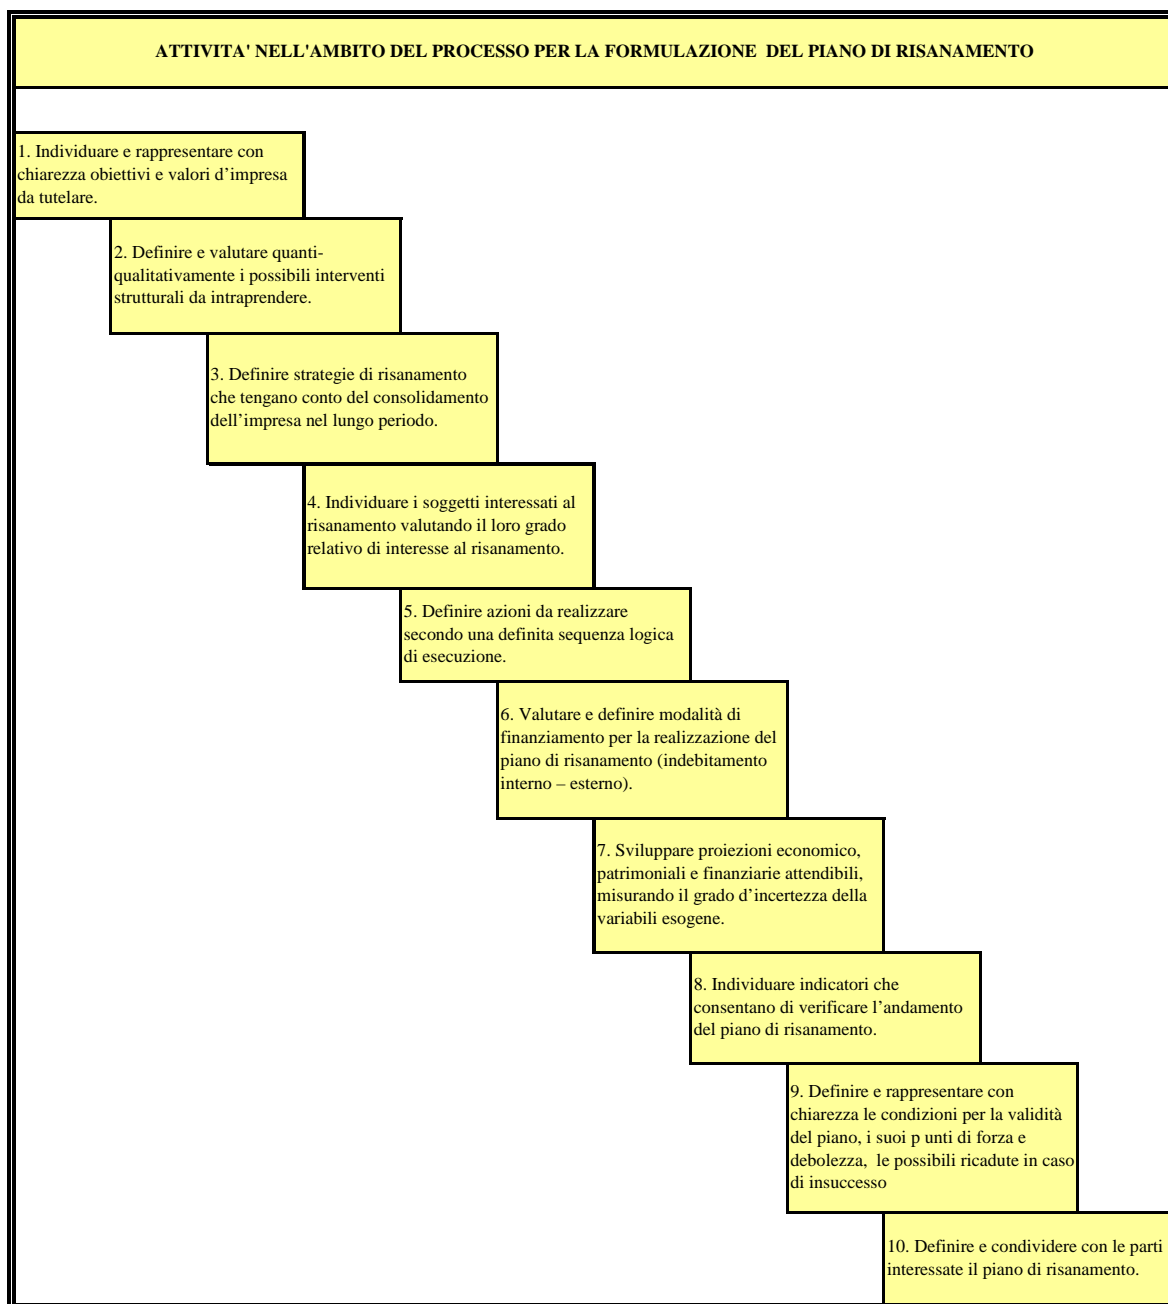 ATTIVITA' NELL'AMBITO DEL PROCESSO PER LA FORMULAZIONE  DEL PIANO DI RISANAMENTO
1. Individuare e rappresentare con
chiarezza obiettivi e valori d’impresa
da tutelare.
2. Definire e valutare quanti-
qualitativamente i possibili interventi
strutturali da intraprendere.
3. Definire strategie di risanamento
che tengano conto del consolidamento
dell’impresa nel lungo periodo.
4. Individuare i soggetti interessati al
risanamento valutando il loro grado
relativo di interesse al risanamento.
5. Definire azioni da realizzare
secondo una definita sequenza logica
di esecuzione.
6. Valutare e definire modalità di
finanziamento per la realizzazione del
piano di risanamento (indebitamento
interno – esterno).
7. Sviluppare proiezioni economico,
patrimoniali e finanziarie attendibili,
misurando il grado d’incertezza della
variabili esogene.
8. Individuare indicatori che
consentano di verificare l’andamento
del piano di risanamento.
9. Definire e rappresentare con
chiarezza le condizioni per la validità
del piano, i suoi p unti di forza e
debolezza,  le possibili ricadute in caso
di insuccesso
10. Definire e condividere con le parti
interessate il piano di risanamento.